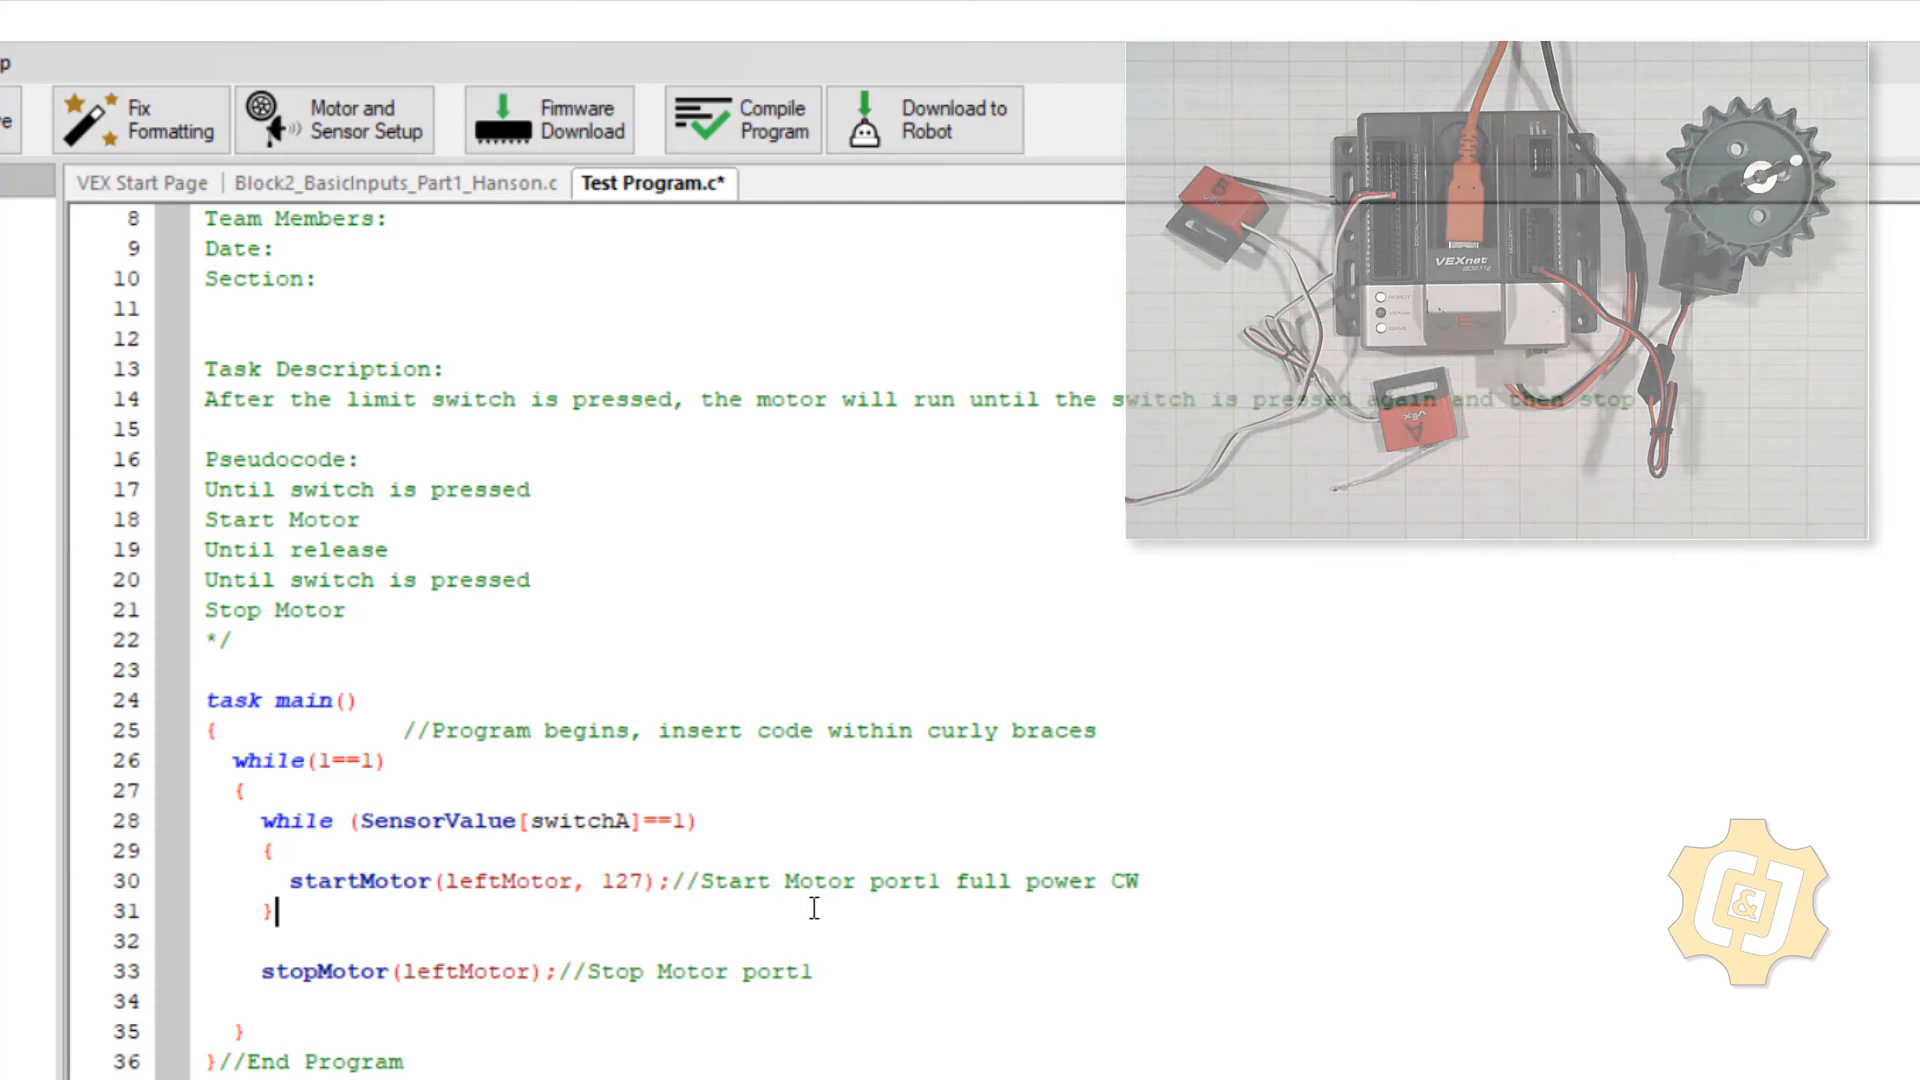 p
e
Fix
Formatting
Motor and
Sensor Setup
Firmware
Download
Compile
Program
Download to
Robot
VEX Start Page
Block2_BasicInputs_Part1_Hanson.c
Test Program.c*
8 Team Members:
9 Date:
10 Section:
11
12
13 Task Description:
14 After the limit switch is pressed, the motor will run until the switch is pressed again and then stop
15
16 Pseudocode:
17 Until switch is pressed
18 Start Motor
19 Until release
20 Until switch is pressed
21 Stop Motor
22 */
23
24 task main()
25 { //Program begins, insert code within curly braces
26 while(1==1)
27 {
28 while (SensorValue[switchA]==1)
29 {
30 startMotor(leftMotor, 127);//Start Motor port1 full power CW
31 }
32
33 stopMotor(leftMotor);//Stop Motor port1
34
35 }
36 }//End Program
B
VEXnet
ROBOT
VEXnet
GAME
VEX
VEX
A
J&J